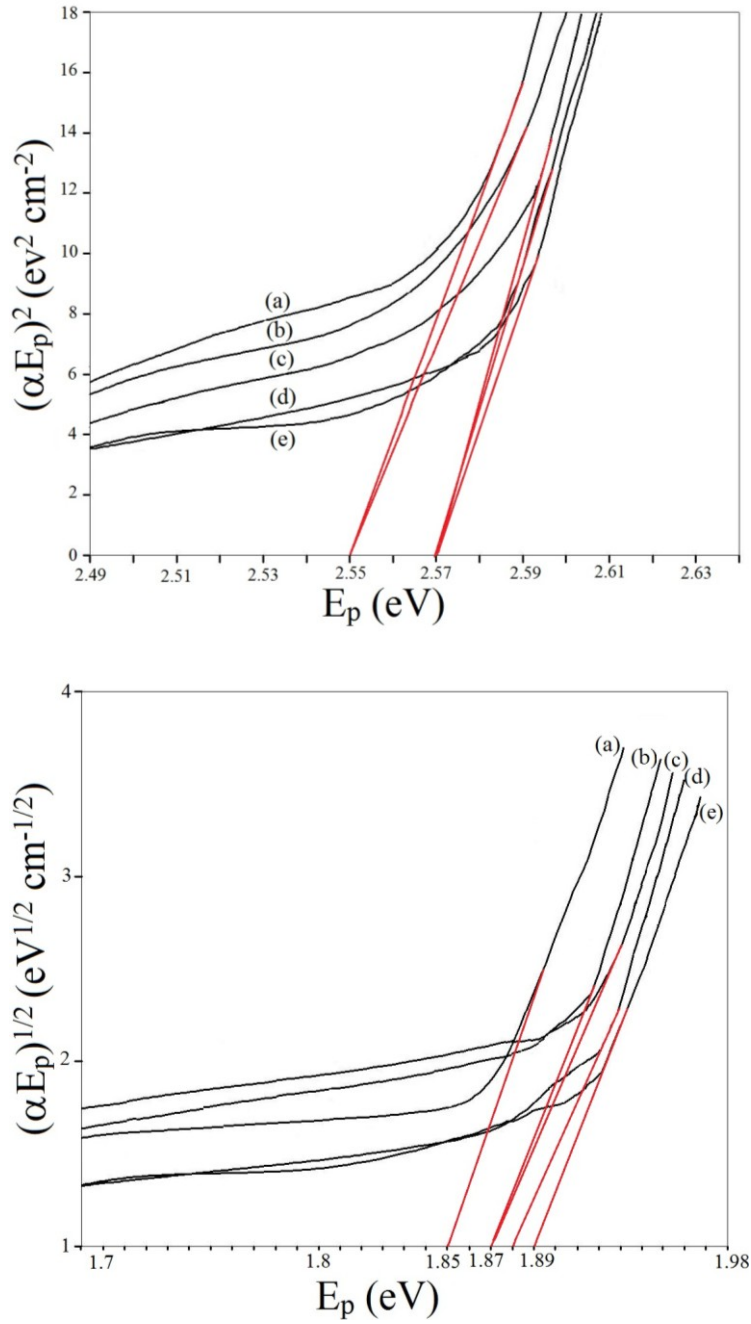 18
16
14
12
10
8
6
4
2
0
(αEp)² (ev² cm⁻²)
(a)
(b)
(c)
(d)
(e)
2.49 2.51 2.53 2.55 2.57 2.59 2.61 2.63
Ep (eV)
4
3
2
1
(αEp)^1/2 (eV^1/2 cm^-1/2)
(a) (b) (c) (d) (e)
1.7 1.8 1.85 1.87 1.89 1.98
Ep (eV)